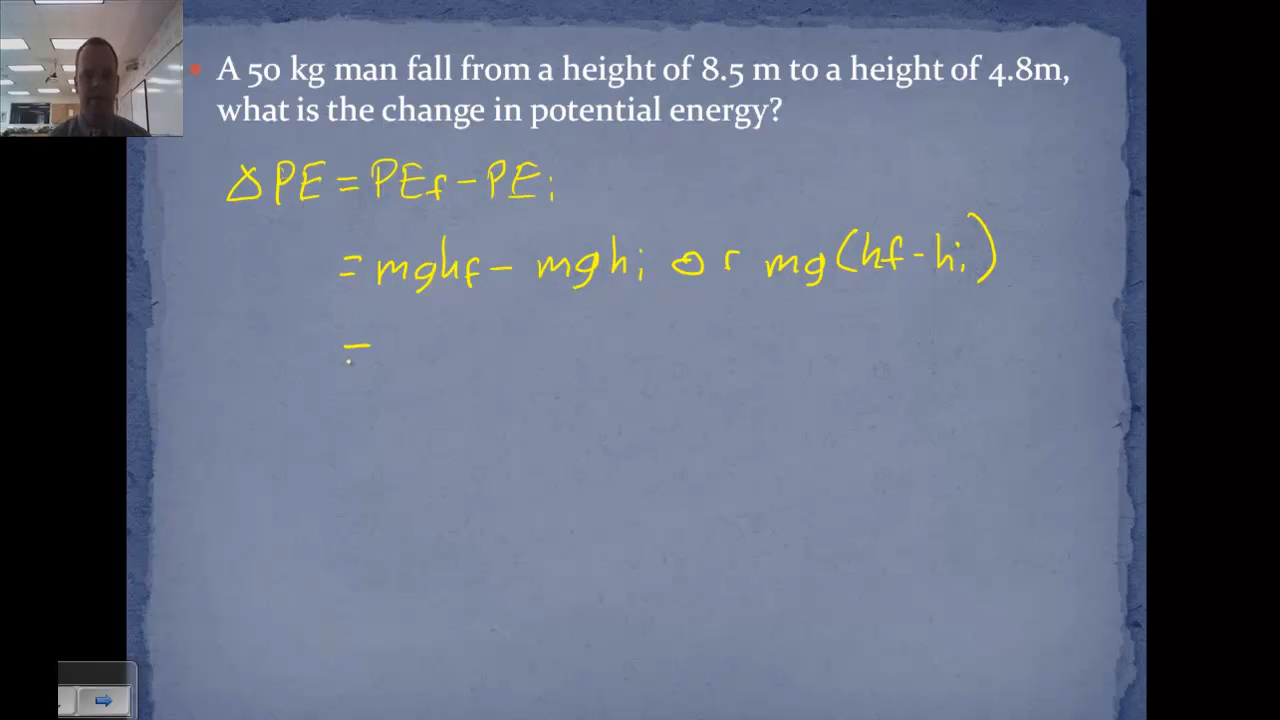 A 50 kg man fall from a height of 8.5 m to a height of 4.8m,
what is the change in potential energy?
Δ PE = PEf - PEi
= mghf - mghi or mg(hf - hi)
=